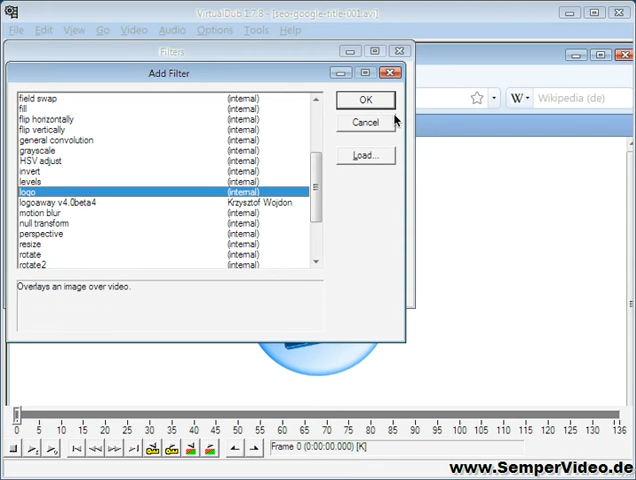 Virtual Dub 1.7.8 - [seo-google-title-001.avi]
File Edit View Go Video Audio Options Tools Help
Filters
Add Filter
field swap (internal)
fill (internal)
flip horizontally (internal)
flip vertically (internal)
general convolution (internal)
grayscale (internal)
HSV adjust (internal)
invert (internal)
levels (internal)
logo (internal)
logoaway v4.0beta4 Krzysztof Wojdon
motion blur (internal)
null transform (internal)
perspective (internal)
resize (internal)
rotate (internal)
rotate2 (internal)
OK
Cancel
Load...
Overlays an image over video.
W Wikipedia (de)
0 5 10 15 20 25 30 35 40 45 50 55 60 65 70 75 80 85 90 95 100 105 110 115 120 125 136
Frame 0 (0:00:00.000) [K]
www.SemperVideo.de